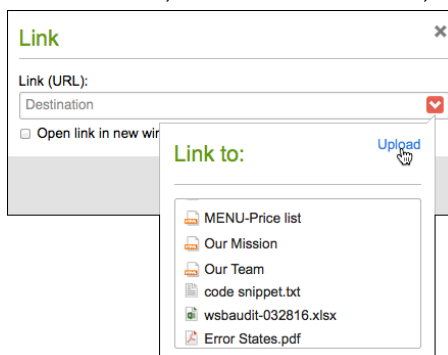 Link
Link (URL):
Destination
Open link in new wir
Link to:
Upload
MENU-Price list
Our Mission
Our Team
code snippet.txt
wsbaudit-032816.xlsx
Error States.pdf